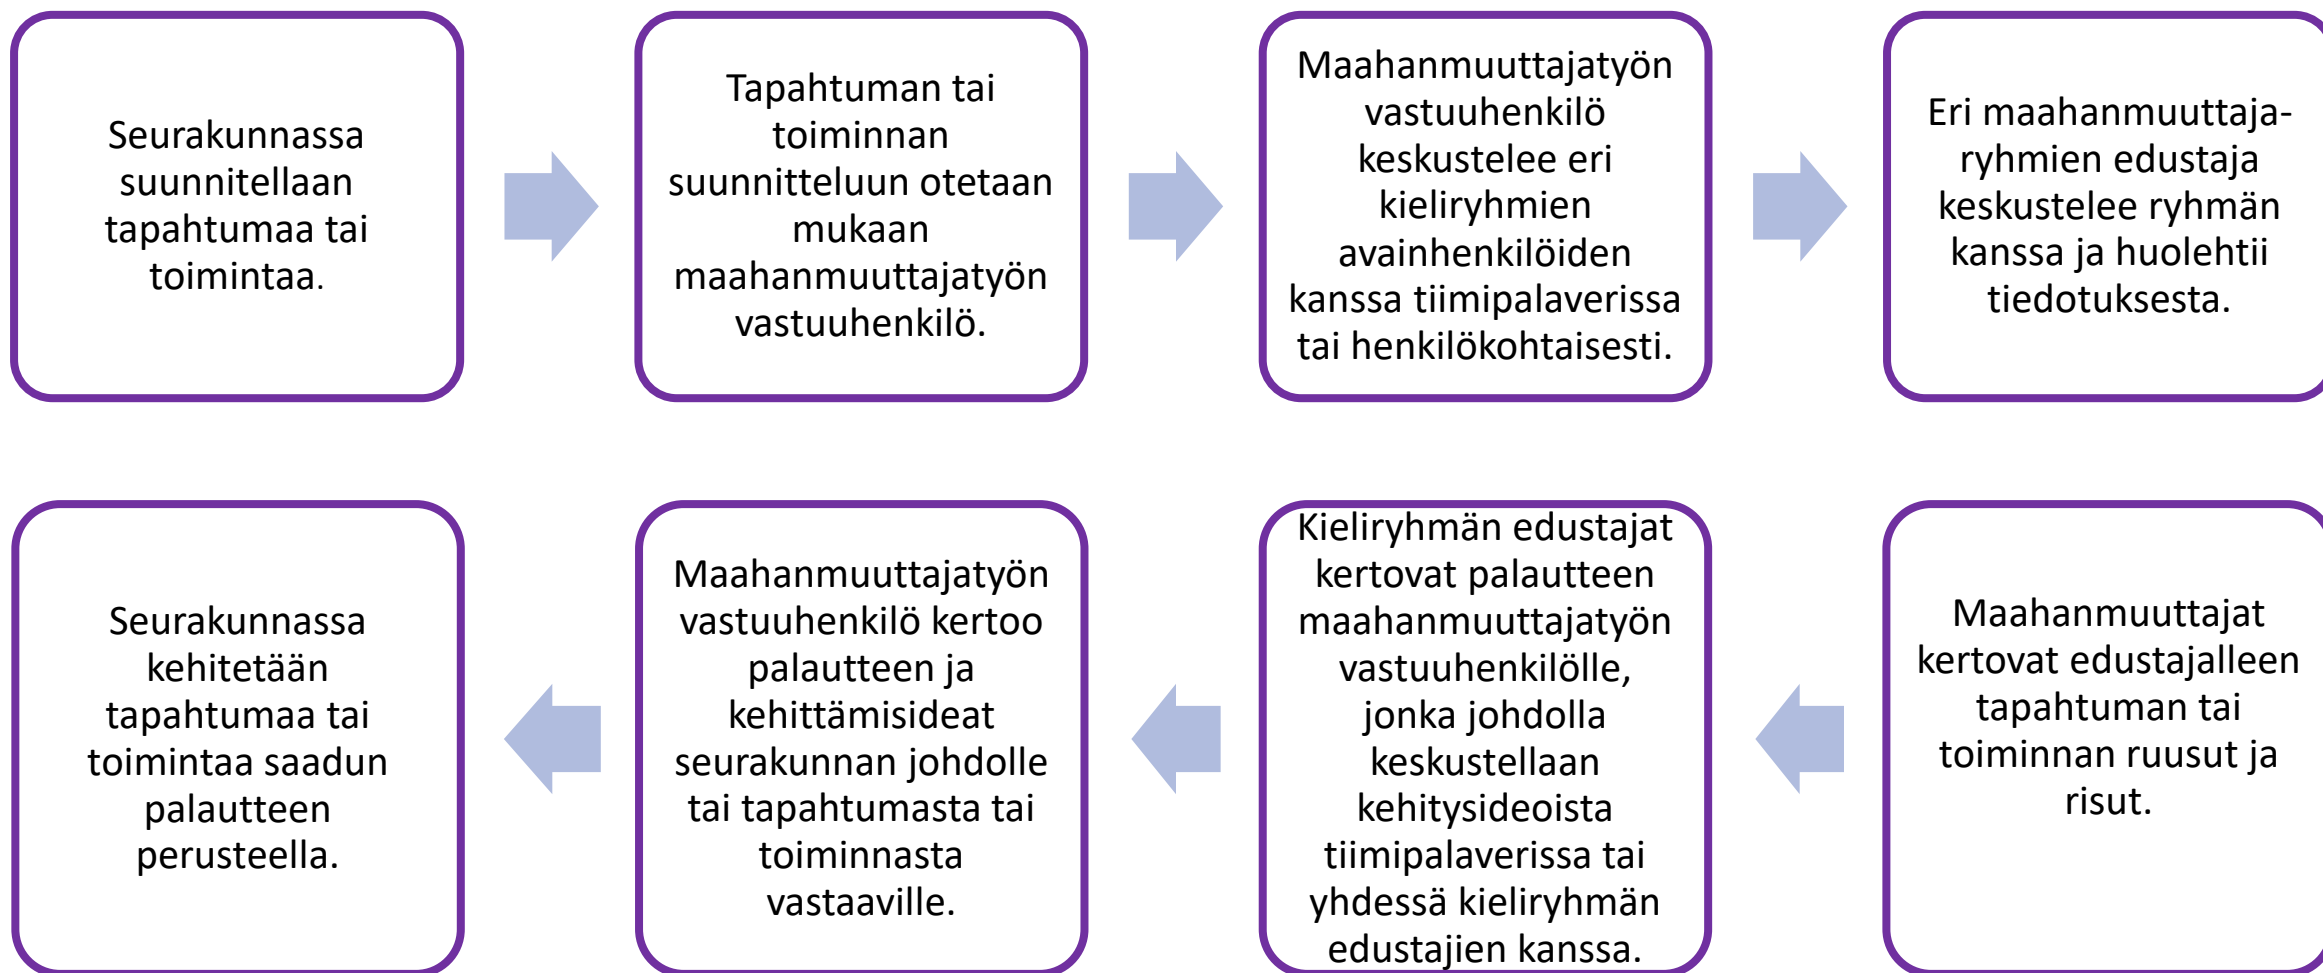 Seurakunnassa
suunnitellaan
tapahtumaa tai
toimintaa.
Tapahtuman tai
toiminnan
suunnitteluun otetaan
mukaan
maahanmuuttajatyön
vastuuhenkilö.
Maahanmuuttajatyön
vastuuhenkilö
keskustelee eri
kieliryhmien
avainhenkilöiden
kanssa tiimipalaverissa
tai henkilökohtaisesti.
Eri maahanmuuttaja-
ryhmien edustaja
keskustelee ryhmän
kanssa ja huolehtii
tiedotuksesta.
Maahanmuuttajat
kertovat edustajalleen
tapahtuman tai
toiminnan ruusut ja
risut.
Kieliryhmän edustajat
kertovat palautteen
maahanmuuttajatyön
vastuuhenkilölle,
jonka johdolla
keskustellaan
kehitysideoista
tiimipalaverissa tai
yhdessä kieliryhmän
edustajien kanssa.
Maahanmuuttajatyön
vastuuhenkilö kertoo
palautteen ja
kehittämisideat
seurakunnan johdolle
tai tapahtumasta tai
toiminnasta
vastaaville.
Seurakunnassa
kehitetään
tapahtumaa tai
toimintaa saadun
palautteen
perusteella.